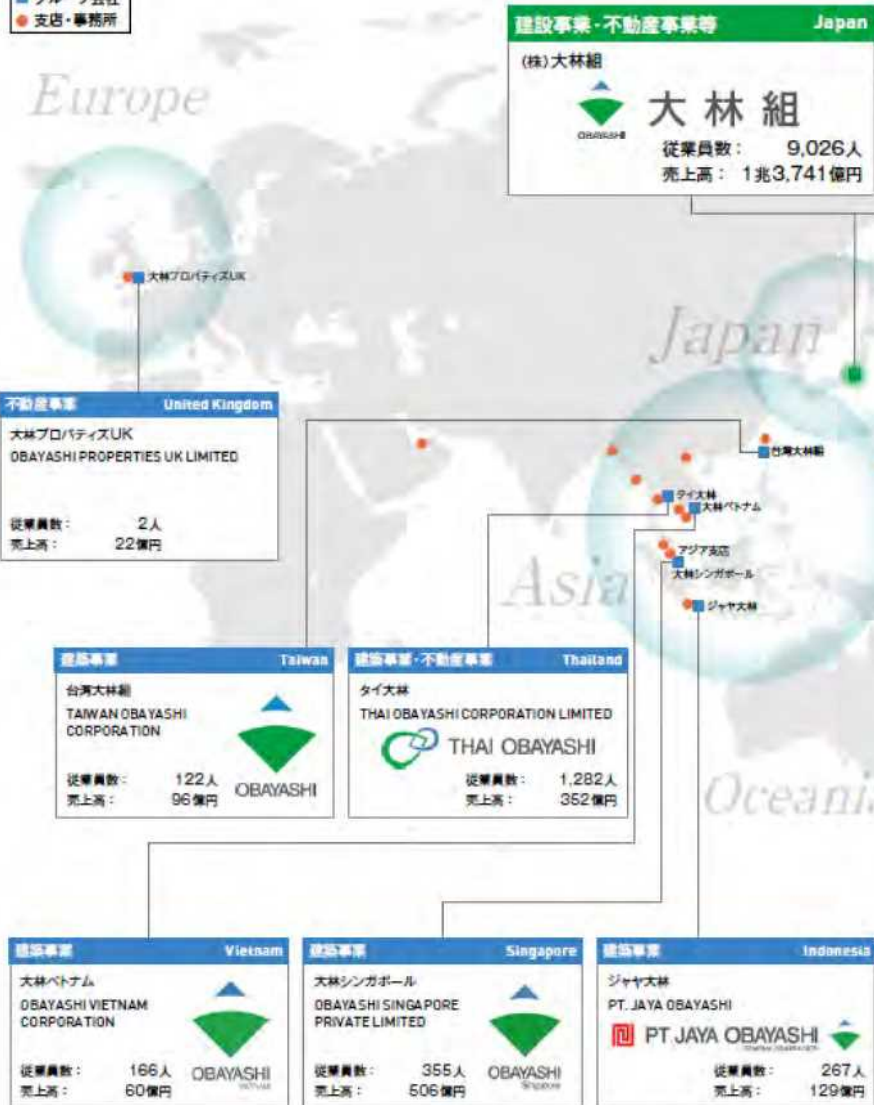 グループ会社
支店・事務所
Europe
建設事業・不動産事業等 Japan
(株)大林組
OBAYASHI
大林組
従業員数： 9,026人
売上高： 1兆3,741億円
大林プロパティズUK
Japan
不動産事業 United Kingdom
大林プロパティズUK
OBAYASHI PROPERTIES UK LIMITED
従業員数： 2人
売上高： 22億円
台湾大林組
タイ大林
大林ベトナム
アジア支店
大林シンガポール
ジャヤ大林
Asia
Oceania
建築事業 Taiwan
台湾大林組
TAIWAN OBAYASHI
CORPORATION
OBAYASHI
従業員数： 122人
売上高： 96億円
建築事業・不動産事業 Thailand
タイ大林
THAI OBAYASHI CORPORATION LIMITED
THAI OBAYASHI
従業員数： 1,282人
売上高： 352億円
建築事業 Vietnam
大林ベトナム
OBAYASHI VIETNAM
CORPORATION
OBAYASHI
VIETNAM
従業員数： 166人
売上高： 60億円
建築事業 Singapore
大林シンガポール
OBAYASHI SINGAPORE
PRIVATE LIMITED
OBAYASHI
Singapore
従業員数： 355人
売上高： 506億円
建築事業 Indonesia
ジャヤ大林
PT. JAYA OBAYASHI
PT JAYA OBAYASHI
従業員数： 267人
売上高： 129億円